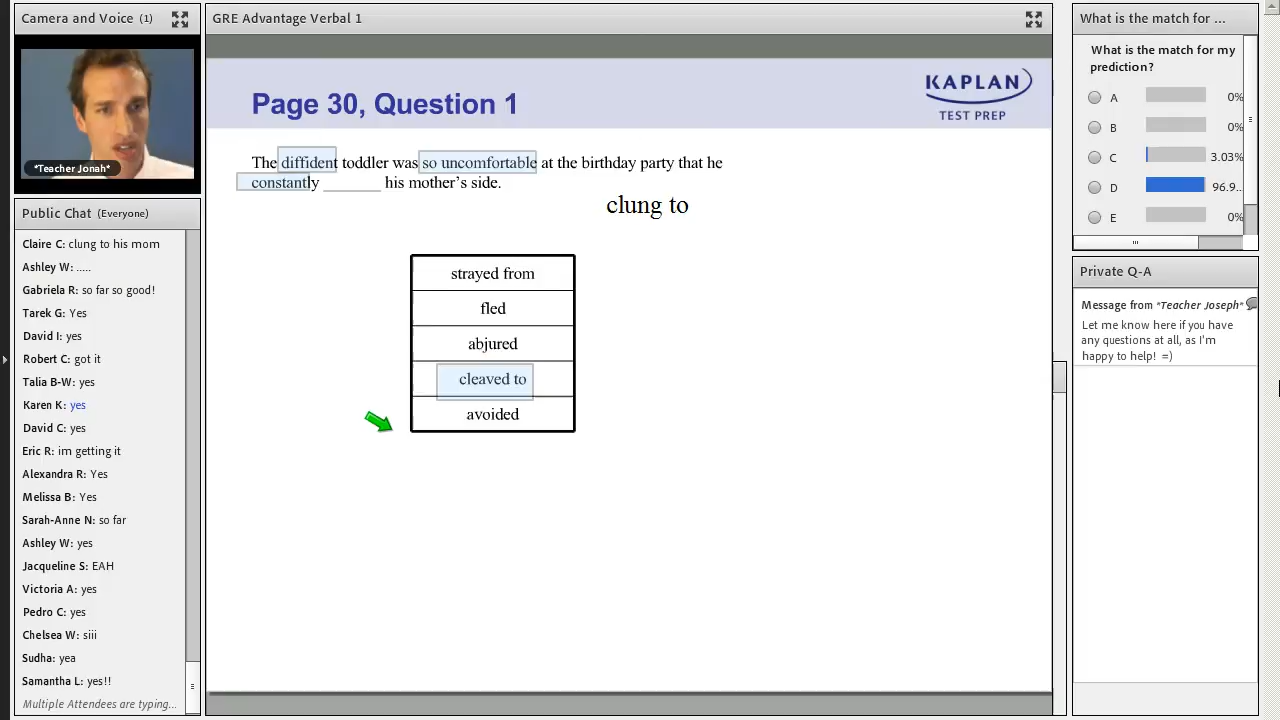 Camera and Voice (1)
*Teacher Jonah*
Public Chat (Everyone)
Claire C: clung to his mom
Ashley W: .....
Gabriela R: so far so good!
Tarek G: Yes
David I: yes
Robert C: got it
Talia B-W: yes
Karen K: yes
David C: yes
Eric R: im getting it
Alexandra R: Yes
Melissa B: Yes
Sarah-Anne N: so far
Ashley W: yes
Jacqueline S: EAH
Victoria A: yes
Pedro C: yes
Chelsea W: siii
Sudha: yea
Samantha L: yes!!
Multiple Attendees are typing...
GRE Advantage Verbal 1
Page 30, Question 1
KAPLAN
TEST PREP
The diffident toddler was so uncomfortable at the birthday party that he
constantly ______ his mother's side.
clung to
strayed from
fled
abjured
cleaved to
avoided
What is the match for ...
What is the match for my
prediction?
A 0%
B 0%
C 3.03%
D 96.9..
E 0%
Private Q-A
Message from *Teacher Joseph*
Let me know here if you have
any questions at all, as I'm
happy to help! =)